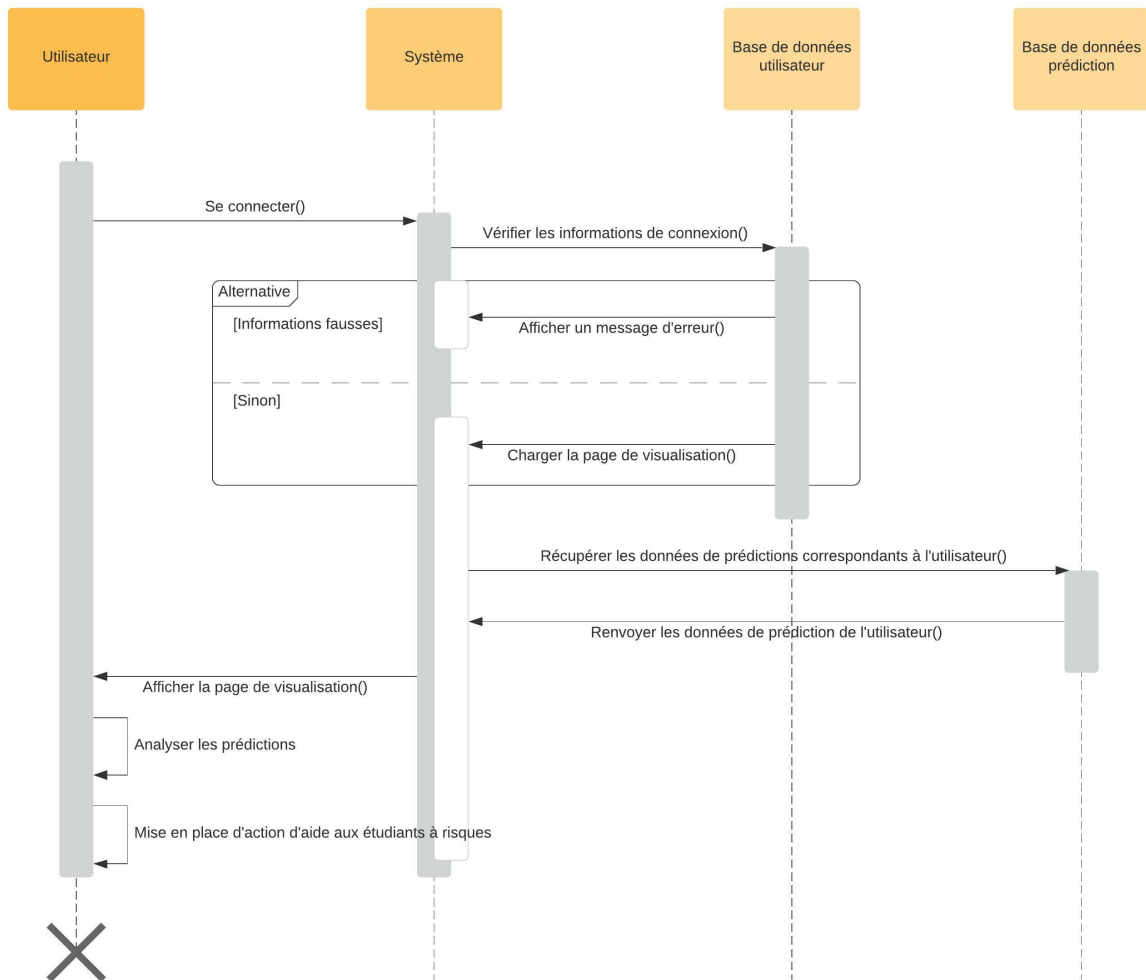 Utilisateur
Système
Base de données
utilisateur
Base de données
prédiction
Se connecter()
Vérifier les informations de connexion()
Alternative
[Informations fausses]
Afficher un message d'erreur()
[Sinon]
Charger la page de visualisation()
Récupérer les données de prédictions correspondants à l'utilisateur()
Renvoyer les données de prédiction de l'utilisateur()
Afficher la page de visualisation()
Analyser les prédictions
Mise en place d'action d'aide aux étudiants à risques